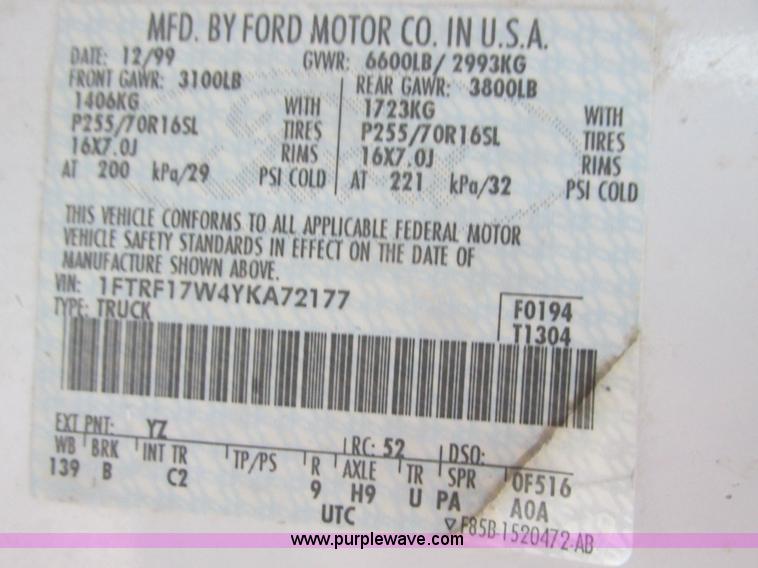 MFD. BY FORD MOTOR CO. IN U.S.A.
DATE: 12/99 GVWR: 6600LB/ 2993KG
FRONT GAWR: 3100LB REAR GAWR: 3800LB
1406KG WITH 1723KG WITH
P255/70R16SL TIRES P255/70R16SL TIRES
16X7.0J RIMS 16X7.0J RIMS
AT 200 kPa/29 PSI COLD AT 221 kPa/32 PSI COLD
THIS VEHICLE CONFORMS TO ALL APPLICABLE FEDERAL MOTOR
VEHICLE SAFETY STANDARDS IN EFFECT ON THE DATE OF
MANUFACTURE SHOWN ABOVE.
VIN: 1FTRF17W4YKA72177 F0194
TYPE: TRUCK T1304
EXT PNT: YZ RC: 52 DSO:
WB BRK INT TR TP/PS R AXLE TR SPR 0F516
139 B C2 9 H9 U PA A0A
UTC ▽F85B-1520472-AB
www.purplewave.com